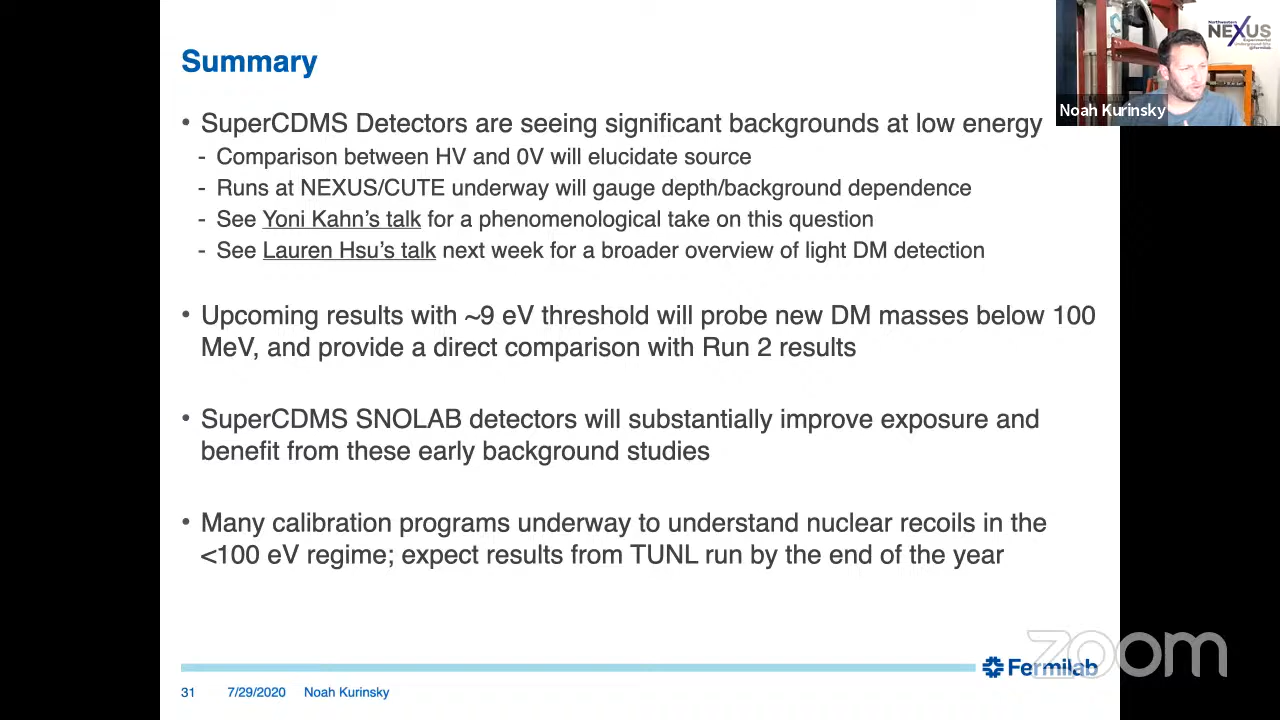 Summary
• SuperCDMS Detectors are seeing significant backgrounds at low energy
- Comparison between HV and 0V will elucidate source
- Runs at NEXUS/CUTE underway will gauge depth/background dependence
- See Yoni Kahn’s talk for a phenomenological take on this question
- See Lauren Hsu’s talk next week for a broader overview of light DM detection
• Upcoming results with ~9 eV threshold will probe new DM masses below 100
MeV, and provide a direct comparison with Run 2 results
• SuperCDMS SNOLAB detectors will substantially improve exposure and
benefit from these early background studies
• Many calibration programs underway to understand nuclear recoils in the
<100 eV regime; expect results from TUNL run by the end of the year
31 7/29/2020 Noah Kurinsky
Fermilab
zoom
Northwestern
NEXUS
Experimental
Underground Site
@Fermilab
Noah Kurinsky